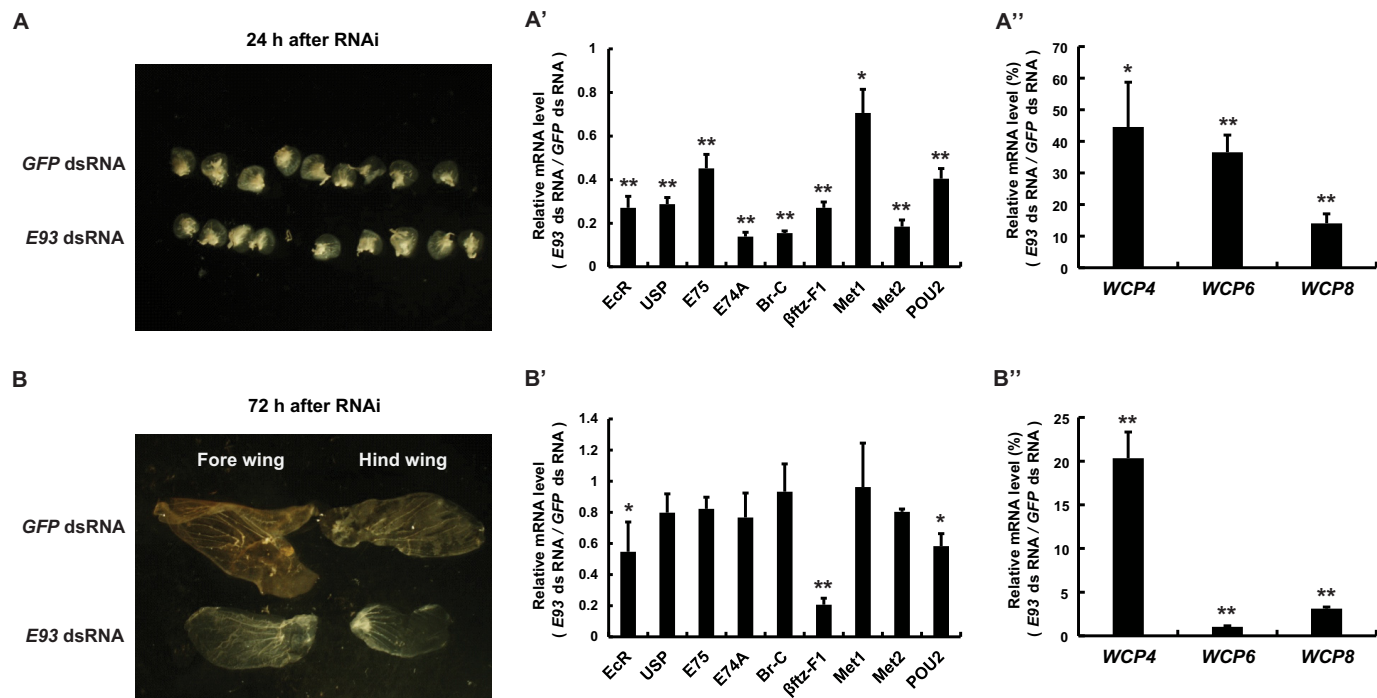 A
24 h after RNAi
GFP dsRNA
E93 dsRNA
A’
Relative mRNA level
( E93 ds RNA / GFP ds RNA )
1
0.8
0.6
0.4
0.2
0
** ** ** ** ** ** * ** **
EcR USP E75 E74A Br-C βftz-F1 Met1 Met2 POU2
A’’
Relative mRNA level (%)
( E93 ds RNA / GFP ds RNA )
70
60
50
40
30
20
10
0
* ** **
WCP4 WCP6 WCP8
B
72 h after RNAi
Fore wing Hind wing
GFP dsRNA
E93 dsRNA
B’
Relative mRNA level
( E93 ds RNA / GFP ds RNA )
1.4
1.2
1
0.8
0.6
0.4
0.2
0
* ** *
EcR USP E75 E74A Br-C βftz-F1 Met1 Met2 POU2
B’’
Relative mRNA level (%)
( E93 ds RNA / GFP ds RNA )
25
20
15
10
5
0
** ** **
WCP4 WCP6 WCP8